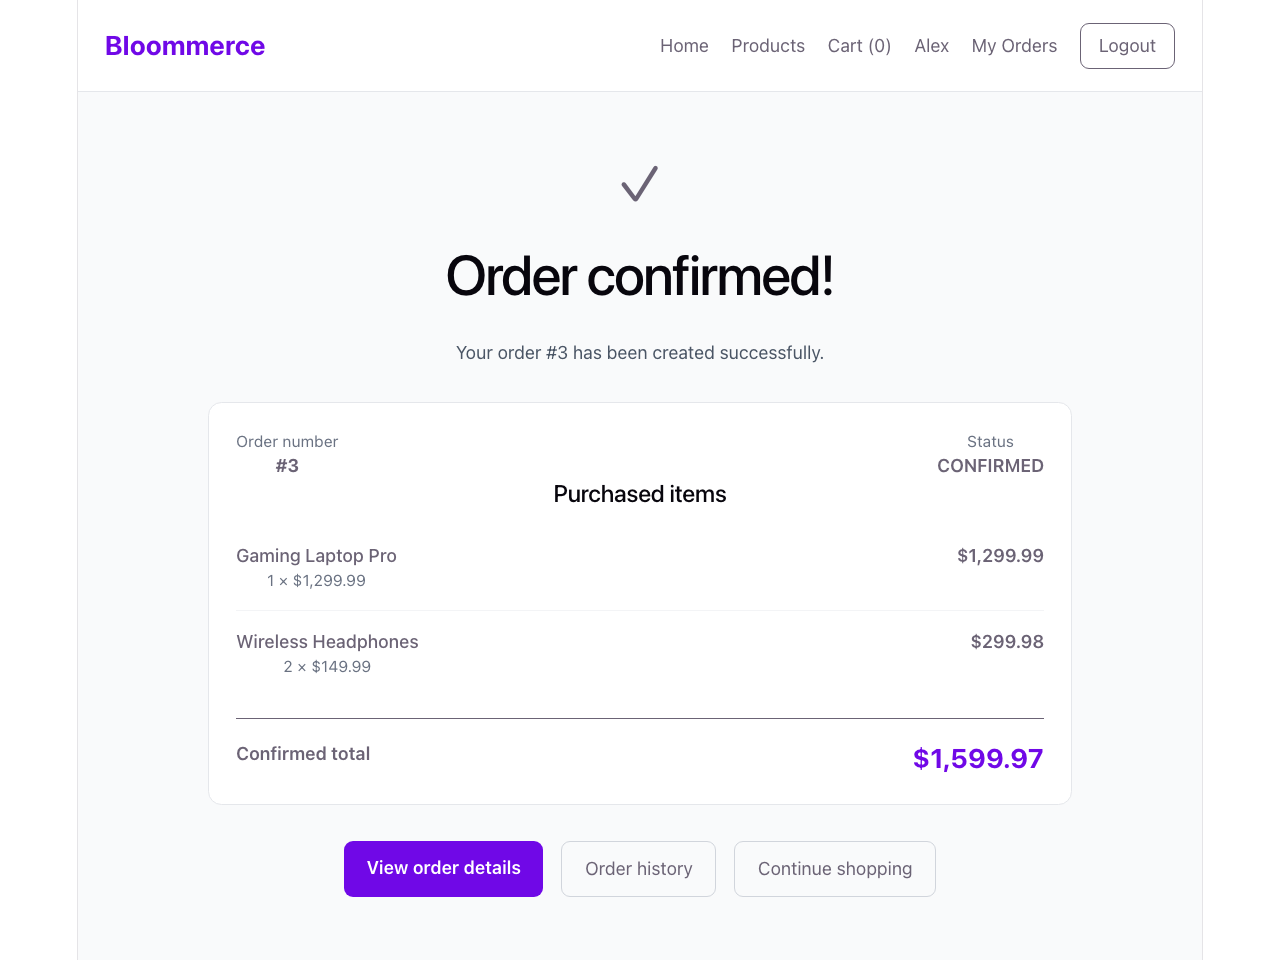 Bloommerce
Home Products Cart (0) Alex My Orders Logout
Order confirmed!
Your order #3 has been created successfully.
Order number Status
#3 CONFIRMED
Purchased items
Gaming Laptop Pro $1,299.99
1 × $1,299.99
Wireless Headphones $299.98
2 × $149.99
Confirmed total $1,599.97
View order details Order history Continue shopping